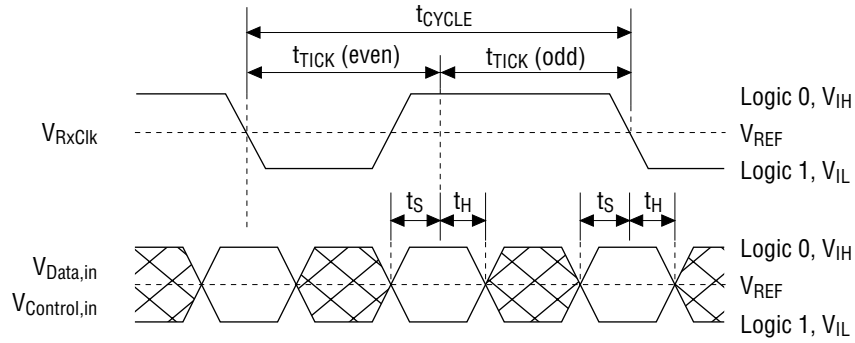 tCYCLE
tTICK (even) tTICK (odd)
Logic 0, VIH
VRxClk VREF
Logic 1, VIL
tS tH tS tH
Logic 0, VIH
VData,in
VREF
VControl,in
Logic 1, VIL